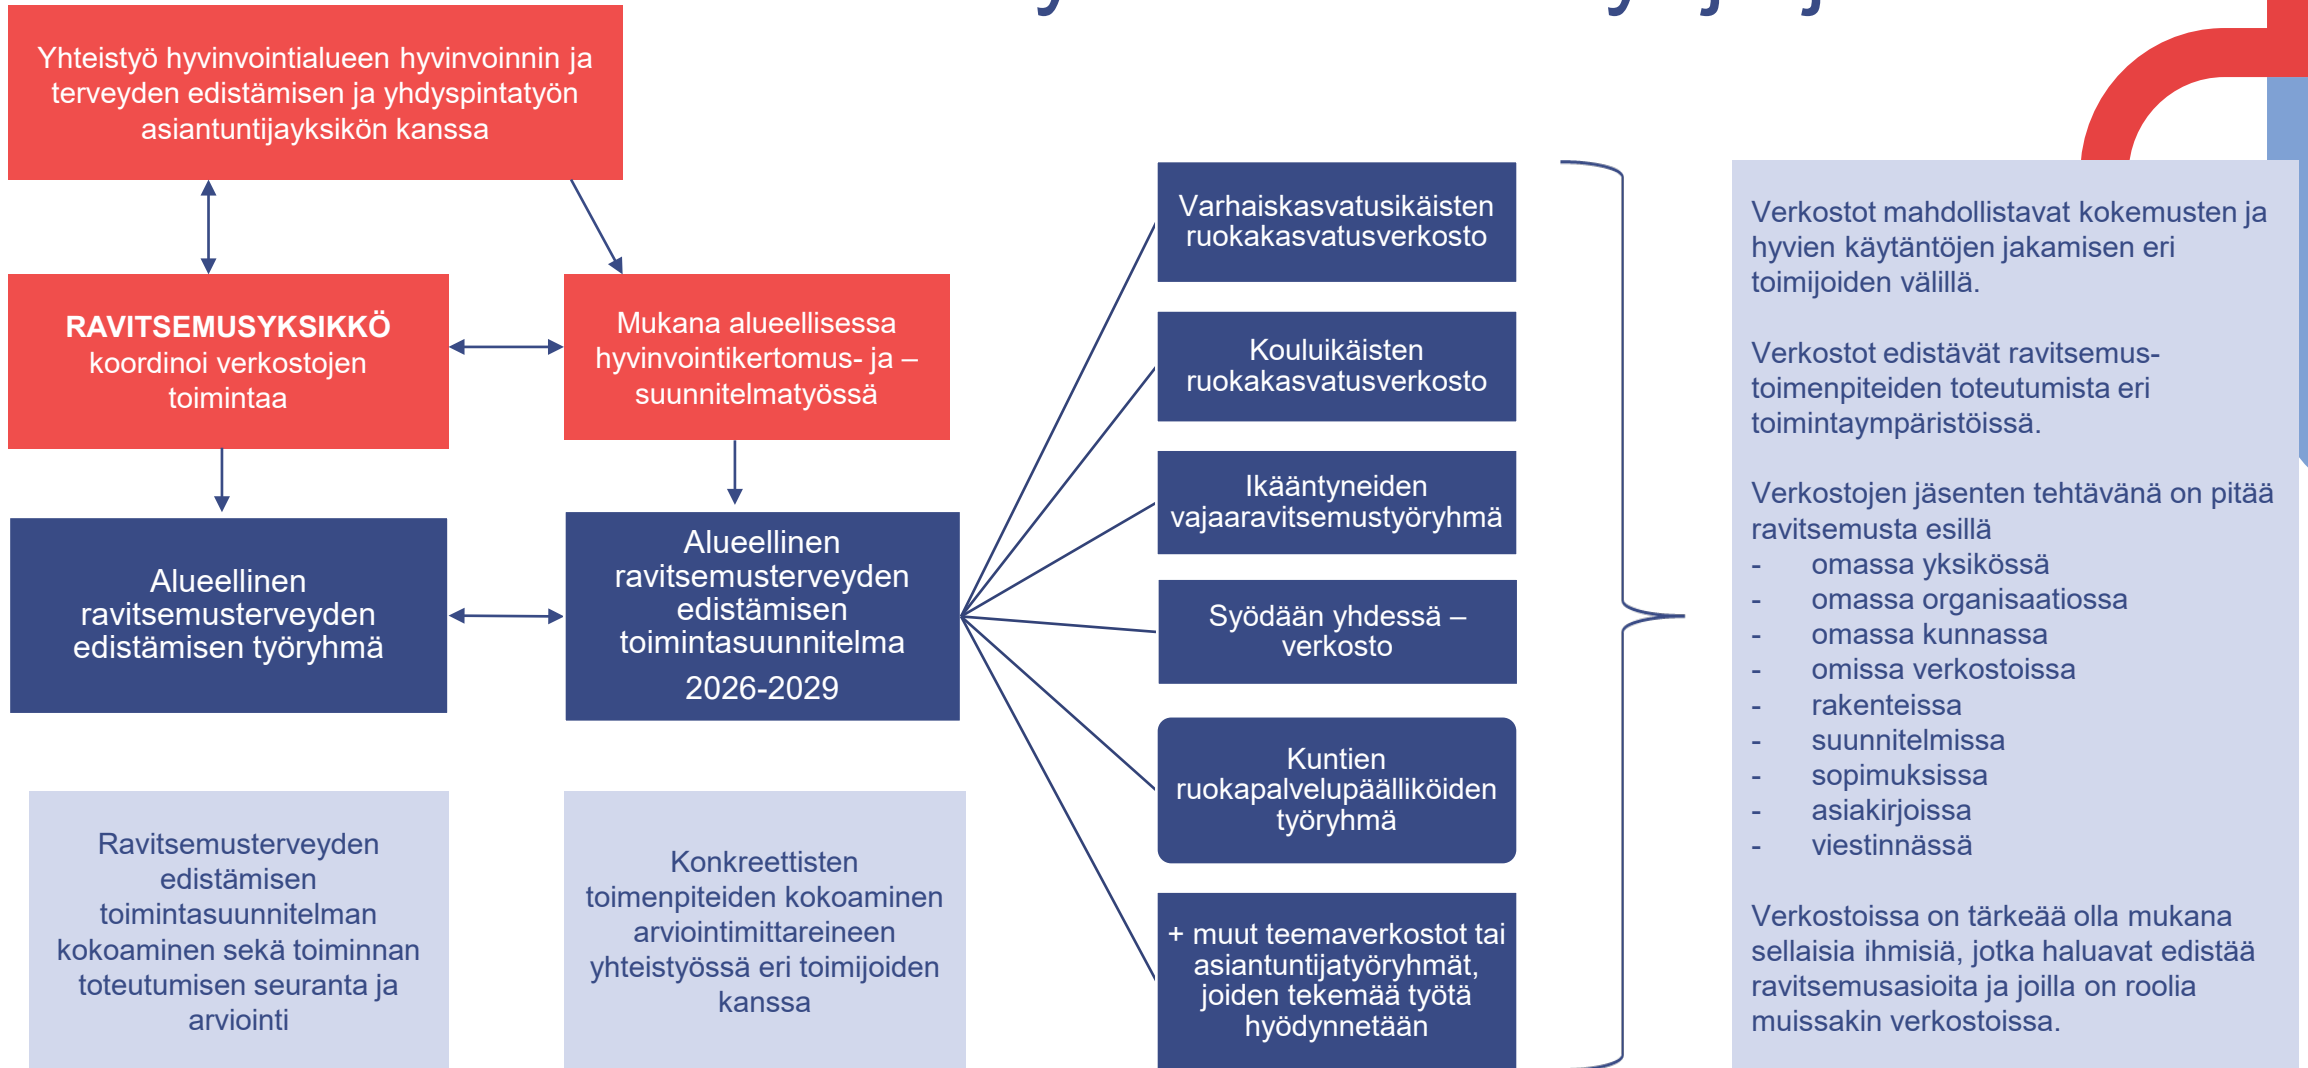 Yhteistyö hyvinvointialueen hyvinvoinnin ja
terveyden edistämisen ja yhdyspintatyön
asiantuntijayksikön kanssa
RAVITSEMUSYKSIKKÖ
koordinoi verkostojen
toimintaa
Mukana alueellisessa
hyvinvointikertomus- ja –
suunnitelmatyössä
Alueellinen
ravitsemusterveyden
edistämisen työryhmä
Alueellinen
ravitsemusterveyden
edistämisen
toimintasuunnitelma
2026-2029
Ravitsemusterveyden
edistämisen
toimintasuunnitelman
kokoaminen sekä toiminnan
toteutumisen seuranta ja
arviointi
Konkreettisten
toimenpiteiden kokoaminen
arviointimittareineen
yhteistyössä eri toimijoiden
kanssa
Varhaiskasvatusikäisten
ruokakasvatusverkosto
Kouluikäisten
ruokakasvatusverkosto
Ikääntyneiden
vajaaravitsemustyöryhmä
Syödään yhdessä –
verkosto
Kuntien
ruokapalvelupäälliköiden
työryhmä
+ muut teemaverkostot tai
asiantuntijatyöryhmät,
joiden tekemää työtä
hyödynnetään
Verkostot mahdollistavat kokemusten ja
hyvien käytäntöjen jakamisen eri
toimijoiden välillä.
Verkostot edistävät ravitsemus-
toimenpiteiden toteutumista eri
toimintaympäristöissä.
Verkostojen jäsenten tehtävänä on pitää
ravitsemusta esillä
- omassa yksikössä
- omassa organisaatiossa
- omassa kunnassa
- omissa verkostoissa
- rakenteissa
- suunnitelmissa
- sopimuksissa
- asiakirjoissa
- viestinnässä
Verkostoissa on tärkeää olla mukana
sellaisia ihmisiä, jotka haluavat edistää
ravitsemusasioita ja joilla on roolia
muissakin verkostoissa.